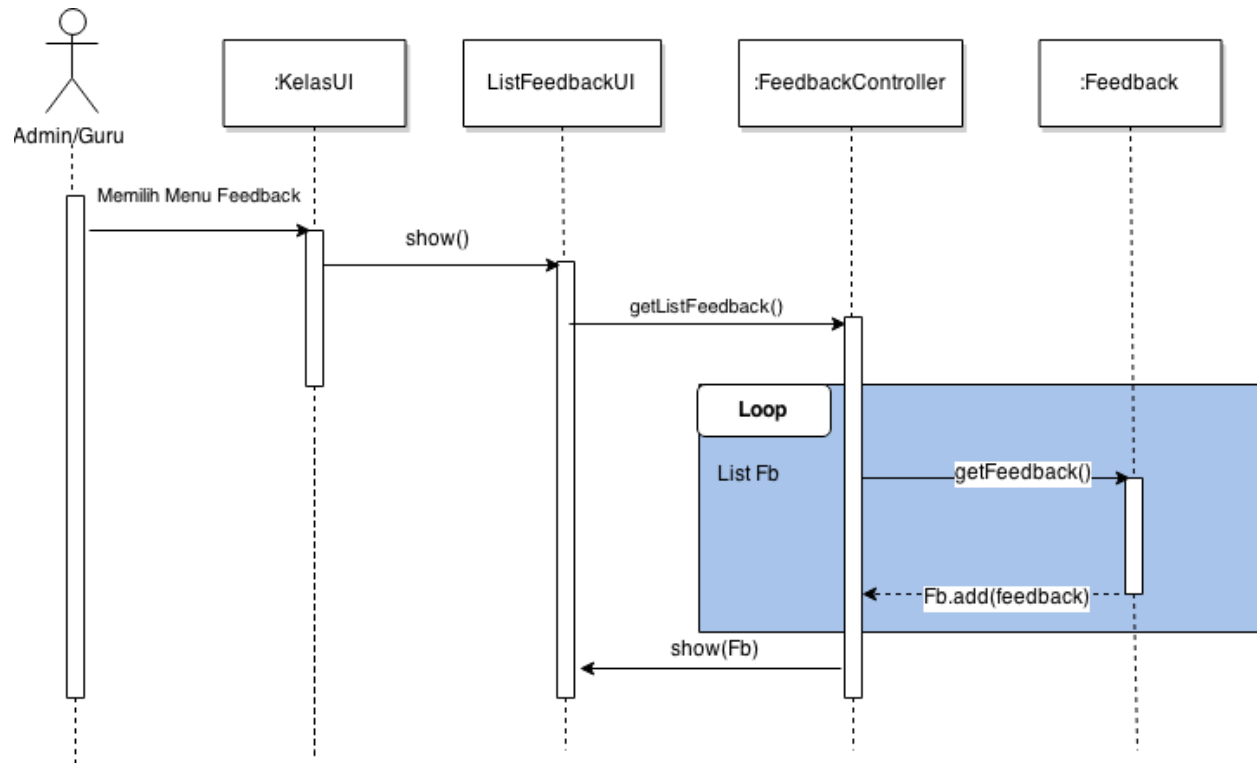 :KelasUI
ListFeedbackUI
:FeedbackController
:Feedback
Admin/Guru
Memilih Menu Feedback
show()
getListFeedback()
Loop
List Fb
getFeedback()
Fb.add(feedback)
show(Fb)